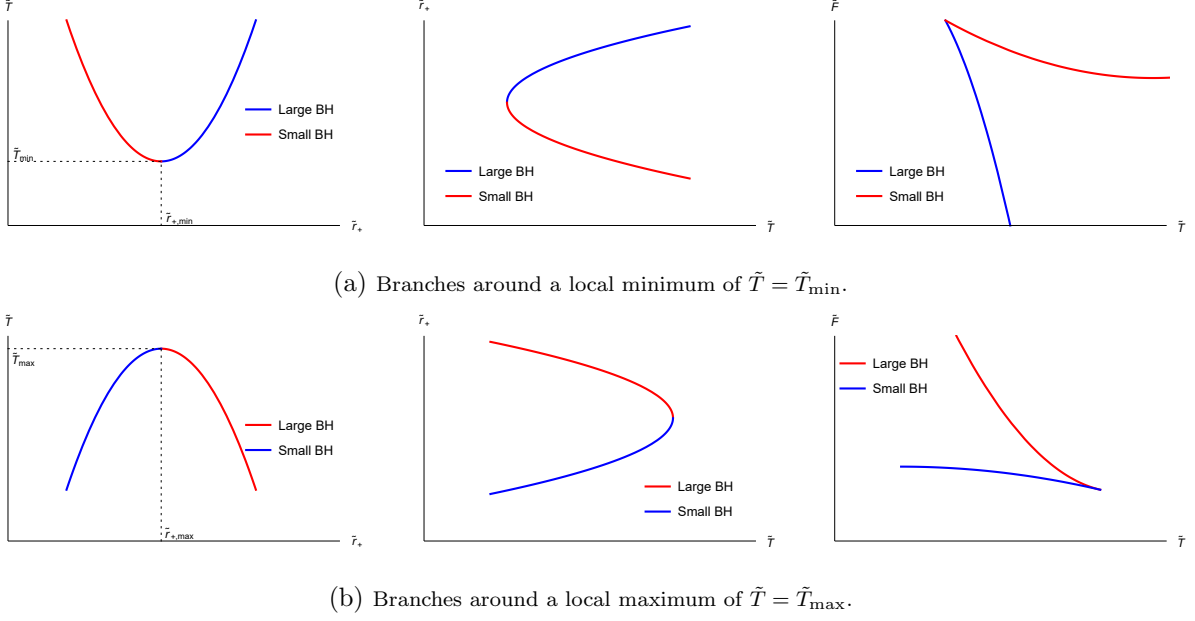 T̃
Large BH
Small BH
T̃min
r̃+,min
r̃+
r̃+
Large BH
Small BH
T̃
F̃
Large BH
Small BH
T̃
(a) Branches around a local minimum of T̃ = T̃min.
T̃
T̃max
Large BH
Small BH
r̃+,max
r̃+
r̃+
Large BH
Small BH
T̃
F̃
Large BH
Small BH
T̃
(b) Branches around a local maximum of T̃ = T̃max.